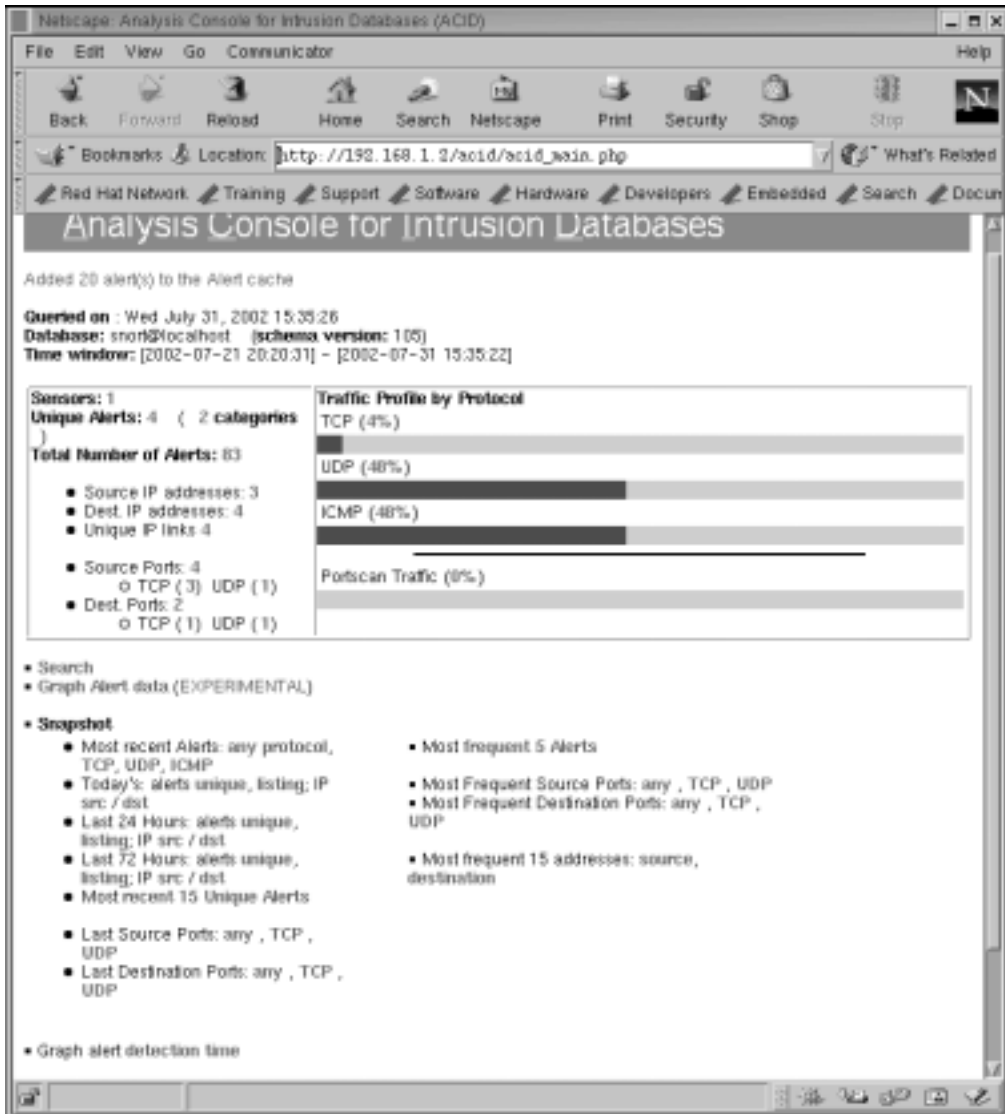 Netscape: Analysis Console for Intrusion Databases (ACID)
File Edit View Go Communicator Help
Back Forward Reload Home Search Netscape Print Security Shop Stop
Bookmarks Location: http://192.168.1.2/acid/acid_main.php What's Related
Red Hat Network Training Support Software Hardware Developers Embedded Search Docum
Analysis Console for Intrusion Databases
Added 20 alert(s) to the Alert cache
Queried on : Wed July 31, 2002 15:35:26
Database: snort@localhost (schema version: 105)
Time window: [2002-07-21 20:20:31] - [2002-07-31 15:35:22]
Sensors: 1
Unique Alerts: 4 ( 2 categories
)
Total Number of Alerts: 83
• Source IP addresses: 3
• Dest. IP addresses: 4
• Unique IP links 4
• Source Ports: 4
o TCP ( 3) UDP ( 1)
• Dest. Ports: 2
o TCP ( 1) UDP ( 1)
Traffic Profile by Protocol
TCP (4%)
UDP (48%)
ICMP (48%)
Portscan Traffic (0%)
• Search
• Graph Alert data (EXPERIMENTAL)
• Snapshot
• Most recent Alerts: any protocol,
TCP, UDP, ICMP
• Today's: alerts unique, listing; IP
src / dst
• Last 24 Hours: alerts unique,
listing; IP src / dst
• Last 72 Hours: alerts unique,
listing; IP src / dst
• Most recent 15 Unique Alerts
• Last Source Ports: any , TCP ,
UDP
• Last Destination Ports: any , TCP ,
UDP
• Most frequent 5 Alerts
• Most Frequent Source Ports: any , TCP , UDP
• Most Frequent Destination Ports: any , TCP ,
UDP
• Most frequent 15 addresses: source,
destination
• Graph alert detection time